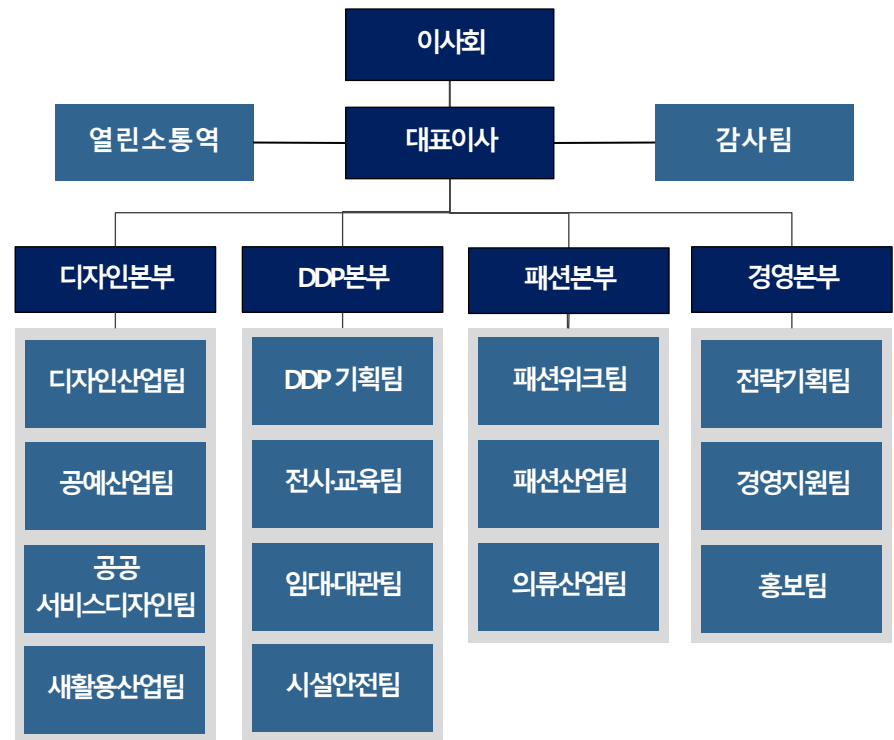 이사회
열린소통역
대표이사
감사팀
디자인본부
DDP본부
패션본부
경영본부
디자인산업팀
공예산업팀
공공
서비스디자인팀
새활용산업팀
DDP 기획팀
전시·교육팀
임대·대관팀
시설안전팀
패션위크팀
패션산업팀
의류산업팀
전략기획팀
경영지원팀
홍보팀